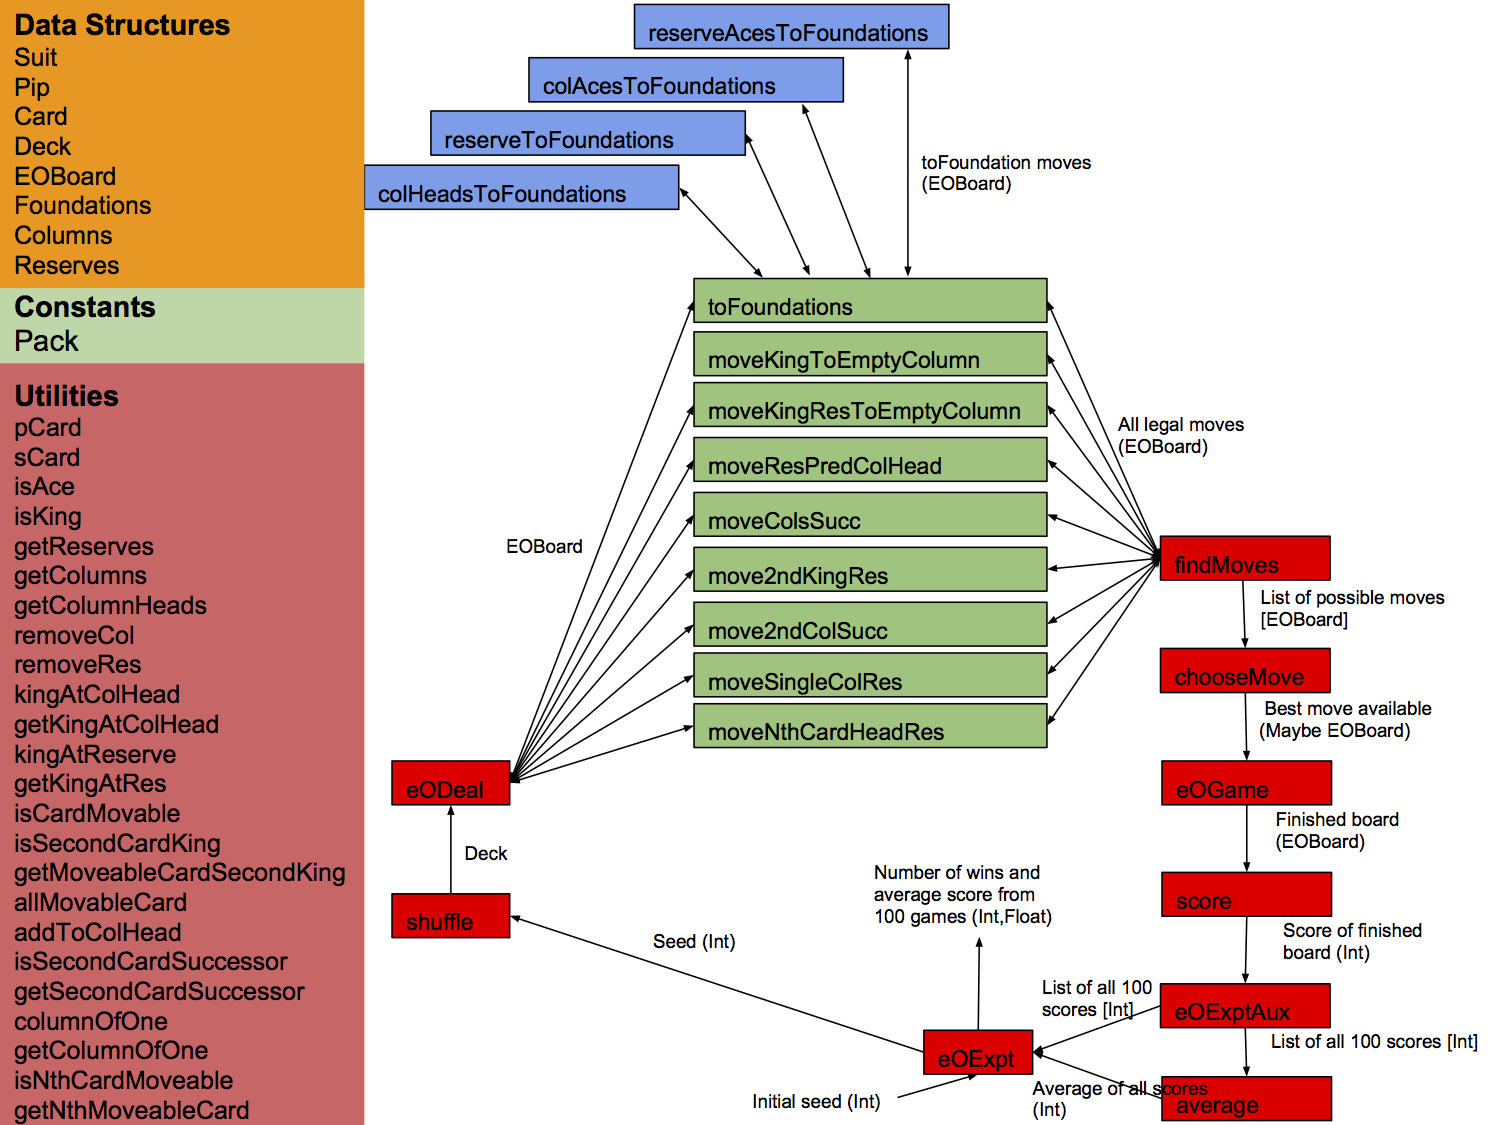 Data Structures
Suit
Pip
Card
Deck
EOBoard
Foundations
Columns
Reserves
Constants
Pack
Utilities
pCard
sCard
isAce
isKing
getReserves
getColumns
getColumnHeads
removeCol
removeRes
kingAtColHead
getKingAtColHead
kingAtReserve
getKingAtRes
isCardMovable
isSecondCardKing
getMoveableCardSecondKing
allMovableCard
addToColHead
isSecondCardSuccessor
getSecondCardSuccessor
columnOfOne
getColumnOfOne
isNthCardMoveable
getNthMoveableCard
reserveAcesToFoundations
colAcesToFoundations
reserveToFoundations
colHeadsToFoundations
toFoundation moves
(EOBoard)
toFoundations
moveKingToEmptyColumn
moveKingResToEmptyColumn
moveResPredColHead
moveColsSucc
move2ndKingRes
move2ndColSucc
moveSingleColRes
moveNthCardHeadRes
EOBoard
All legal moves
(EOBoard)
findMoves
List of possible moves
[EOBoard]
chooseMove
Best move available
(Maybe EOBoard)
eOGame
Finished board
(EOBoard)
score
Score of finished
board (Int)
eOExptAux
List of all 100 scores [Int]
average
eODeal
Deck
shuffle
Seed (Int)
Number of wins and
average score from
100 games (Int,Float)
List of all 100
scores [Int]
eOExpt
Initial seed (Int)
Average of all scores
(Int)